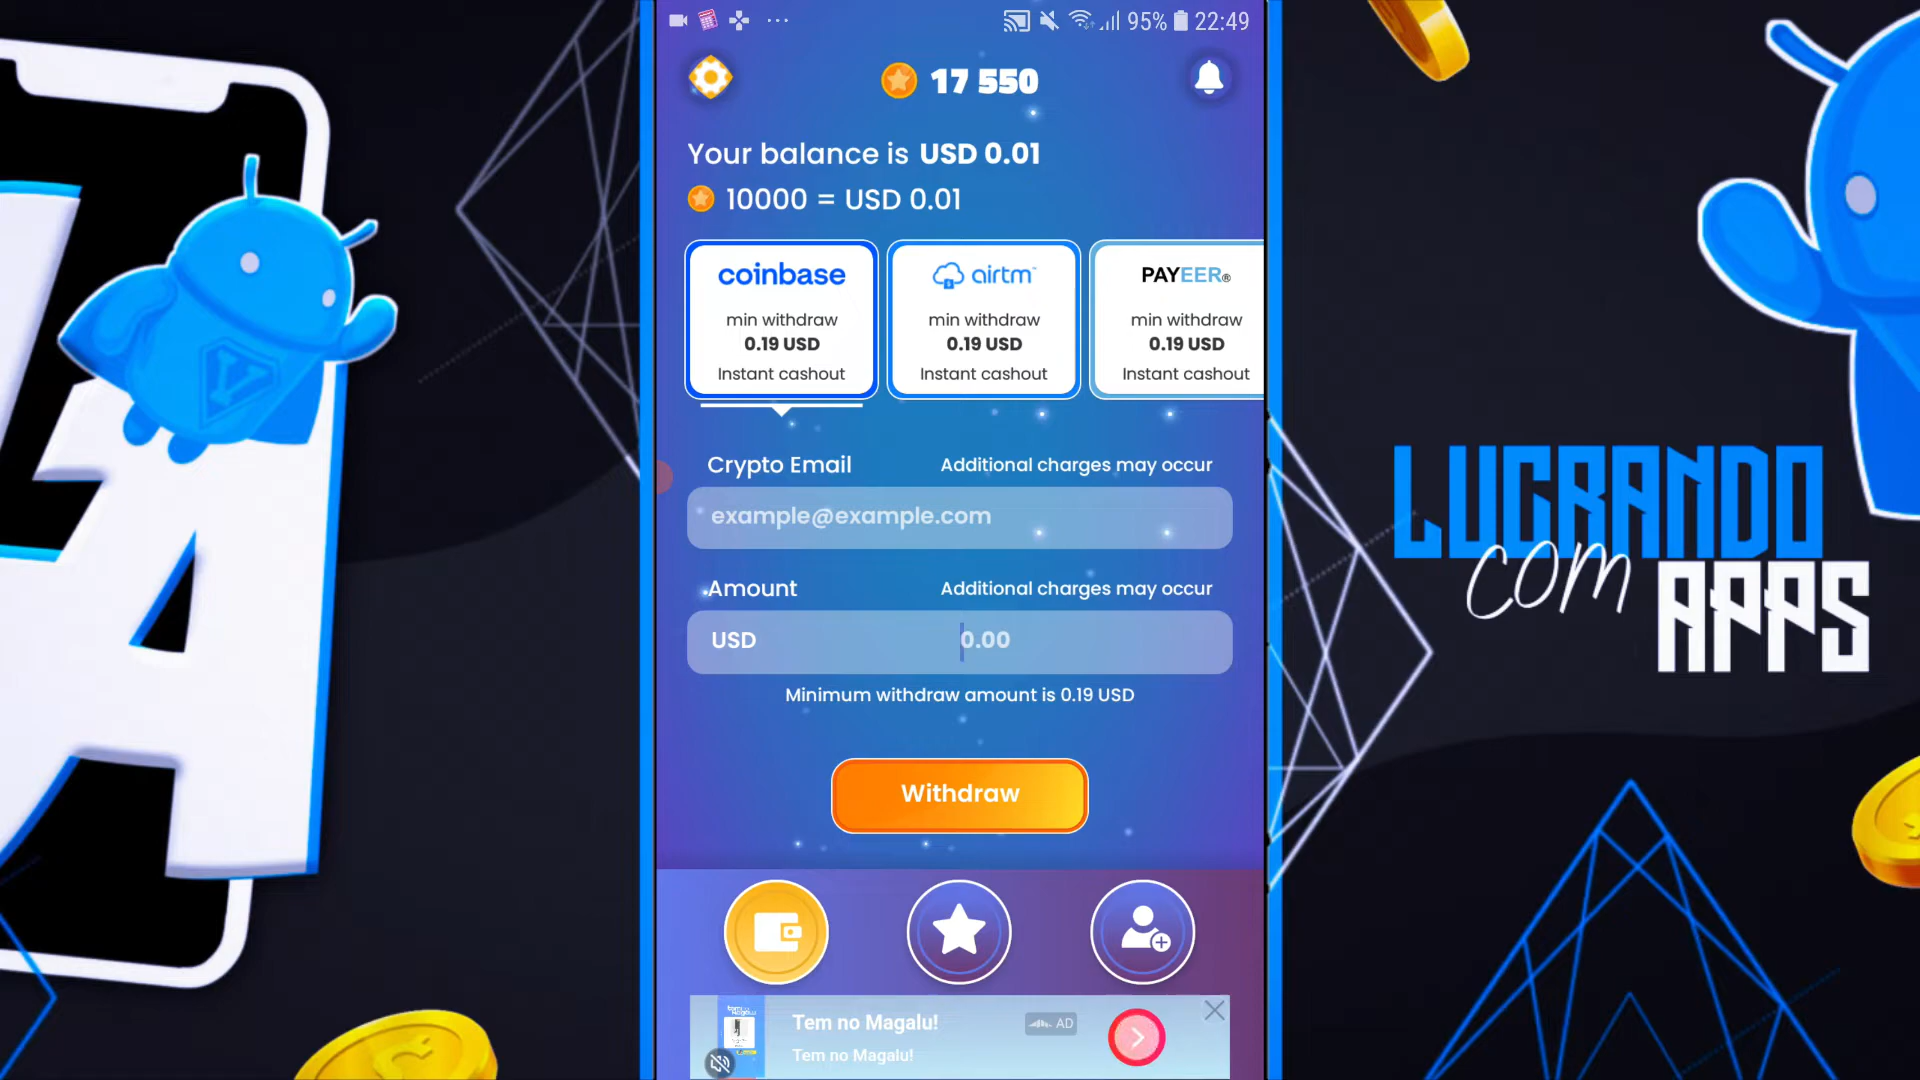 95% 22:49
17 550
Your balance is USD 0.01
10000 = USD 0.01
coinbase
min withdraw
0.19 USD
Instant cashout
airtm
min withdraw
0.19 USD
Instant cashout
PAYEER®
min withdraw
0.19 USD
Instant cashout
Crypto Email
Additional charges may occur
example@example.com
Amount
Additional charges may occur
USD 0.00
Minimum withdraw amount is 0.19 USD
Withdraw
Tem no Magalu!
AD
Tem no Magalu!
LUCRANDO
com
APPS